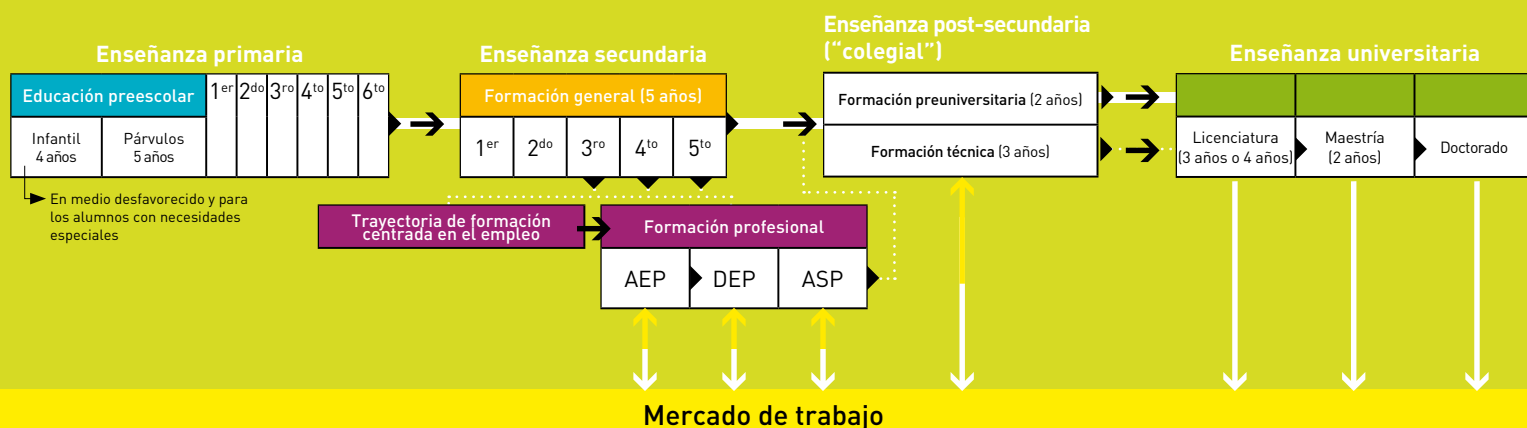 Enseñanza primaria
Educación preescolar
1er 2do 3ro 4to 5to 6to
Infantil
4 años
Párvulos
5 años
En medio desfavorecido y para
los alumnos con necesidades
especiales
Enseñanza secundaria
Formación general (5 años)
1er 2do 3ro 4to 5to
Trayectoria de formación
centrada en el empleo
Formación profesional
AEP DEP ASP
Enseñanza post-secundaria
(“colegial”)
Formación preuniversitaria (2 años)
Formación técnica (3 años)
Enseñanza universitaria
Licenciatura
(3 años o 4 años)
Maestría
(2 años)
Doctorado
Mercado de trabajo